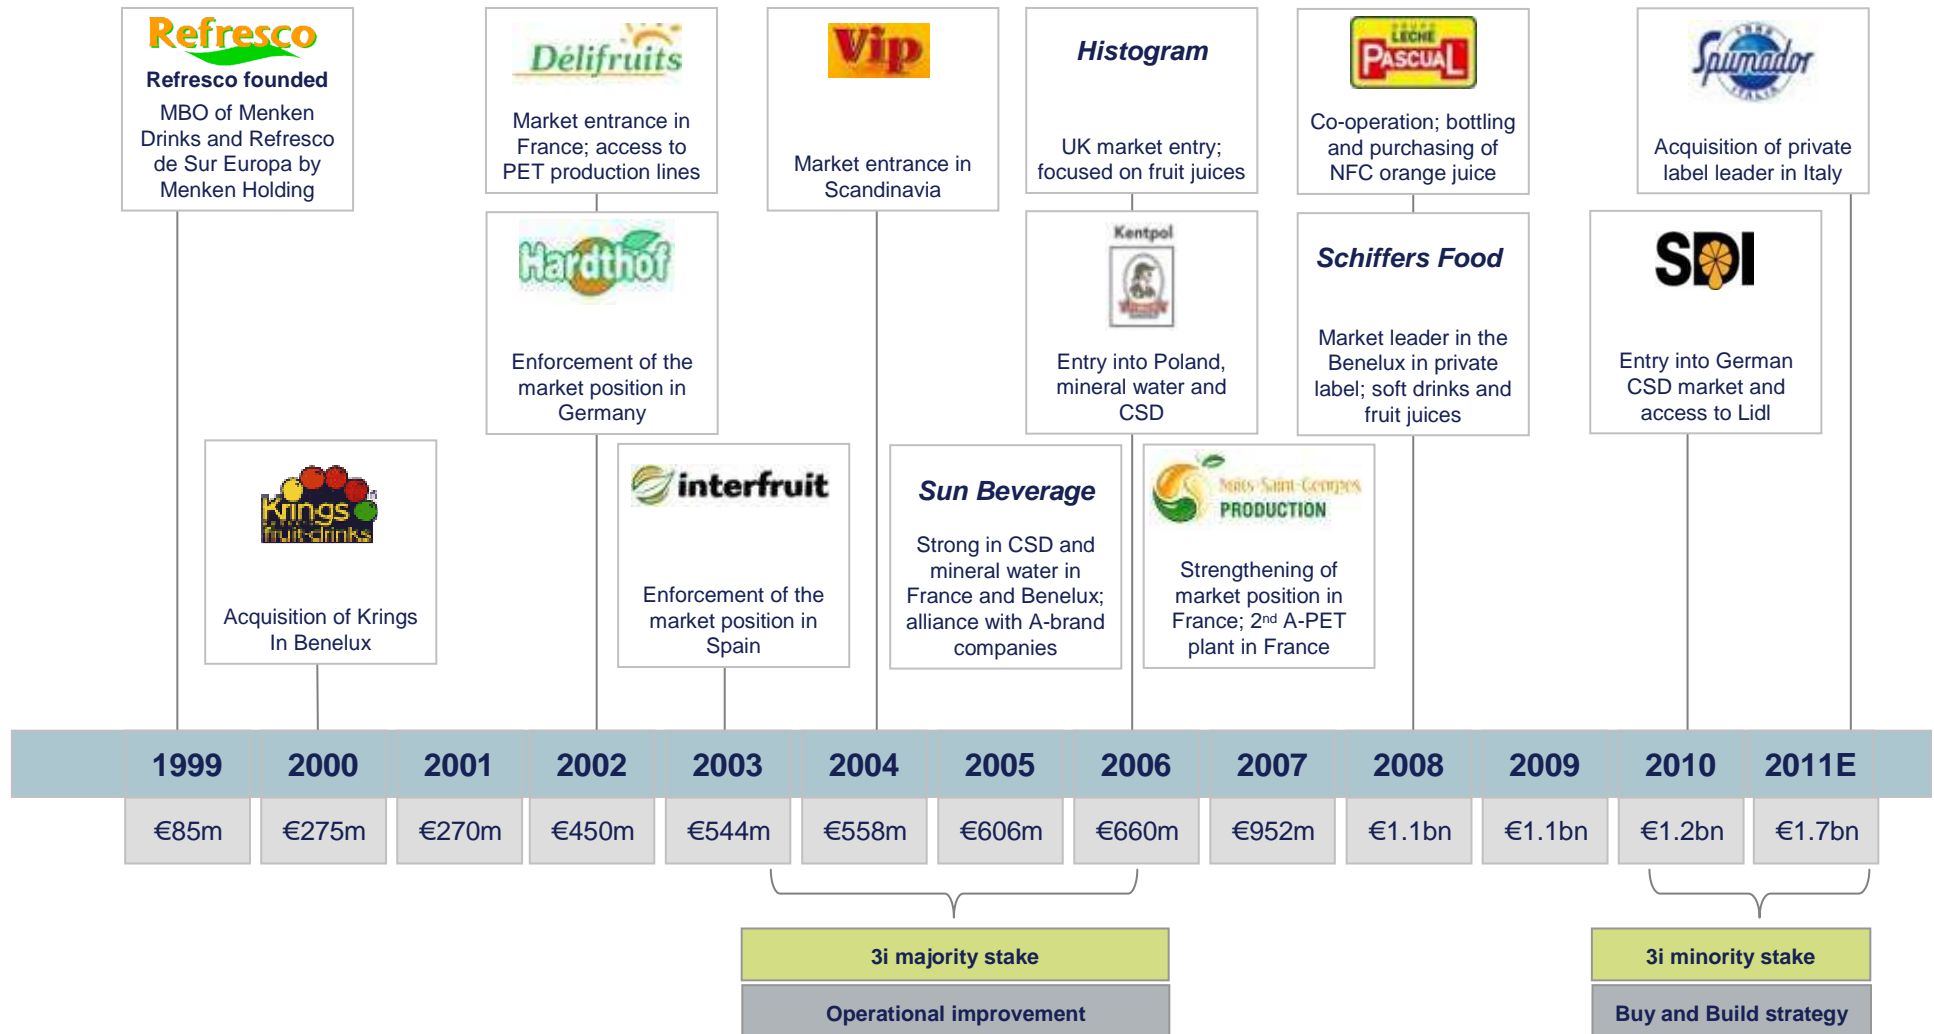 Refresco
Refresco founded
MBO of Menken
Drinks and Refresco
de Sur Europa by
Menken Holding
Délifruits
Market entrance in
France; access to
PET production lines
Vip
Market entrance in
Scandinavia
Histogram
UK market entry;
focused on fruit juices
LECHE
PASCUAL
Co-operation; bottling
and purchasing of
NFC orange juice
Spumador
ITALIA
Acquisition of private
label leader in Italy
Hardthof
Enforcement of the
market position in
Germany
Kentpol
Entry into Poland,
mineral water and
CSD
Schiffers Food
Market leader in the
Benelux in private
label; soft drinks and
fruit juices
SDI
Entry into German
CSD market and
access to Lidl
Krings
fruit-drinks
Acquisition of Krings
In Benelux
interfruit
Enforcement of the
market position in
Spain
Sun Beverage
Strong in CSD and
mineral water in
France and Benelux;
alliance with A-brand
companies
Nuits-Saint-Georges
PRODUCTION
Strengthening of
market position in
France; 2nd A-PET
plant in France
1999 2000 2001 2002 2003 2004 2005 2006 2007 2008 2009 2010 2011E
€85m €275m €270m €450m €544m €558m €606m €660m €952m €1.1bn €1.1bn €1.2bn €1.7bn
3i majority stake
Operational improvement
3i minority stake
Buy and Build strategy